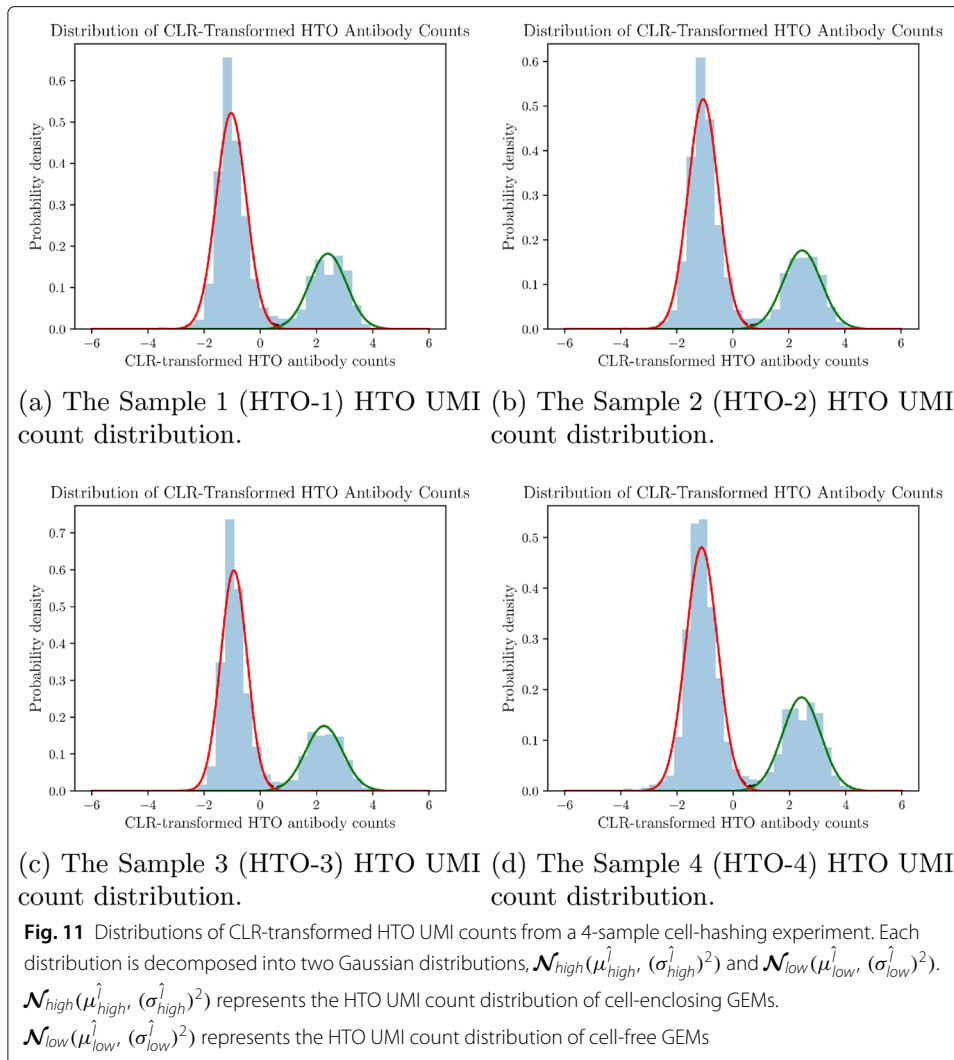 Distribution of CLR-Transformed HTO Antibody Counts
Probability density
0.6
0.5
0.4
0.3
0.2
0.1
0.0
−6 −4 −2 0 2 4 6
CLR-transformed HTO antibody counts
(a) The Sample 1 (HTO-1) HTO UMI
count distribution.
Distribution of CLR-Transformed HTO Antibody Counts
Probability density
0.6
0.5
0.4
0.3
0.2
0.1
0.0
−6 −4 −2 0 2 4 6
CLR-transformed HTO antibody counts
(b) The Sample 2 (HTO-2) HTO UMI
count distribution.
Distribution of CLR-Transformed HTO Antibody Counts
Probability density
0.7
0.6
0.5
0.4
0.3
0.2
0.1
0.0
−6 −4 −2 0 2 4 6
CLR-transformed HTO antibody counts
(c) The Sample 3 (HTO-3) HTO UMI
count distribution.
Distribution of CLR-Transformed HTO Antibody Counts
Probability density
0.5
0.4
0.3
0.2
0.1
0.0
−6 −4 −2 0 2 4 6
CLR-transformed HTO antibody counts
(d) The Sample 4 (HTO-4) HTO UMI
count distribution.
Fig. 11 Distributions of CLR-transformed HTO UMI counts from a 4-sample cell-hashing experiment. Each
distribution is decomposed into two Gaussian distributions, 𝒩high(μ^l̂_high, (σ^l̂_high)²) and 𝒩low(μ^l̂_low, (σ^l̂_low)²).
𝒩high(μ^l̂_high, (σ^l̂_high)²) represents the HTO UMI count distribution of cell-enclosing GEMs.
𝒩low(μ^l̂_low, (σ^l̂_low)²) represents the HTO UMI count distribution of cell-free GEMs